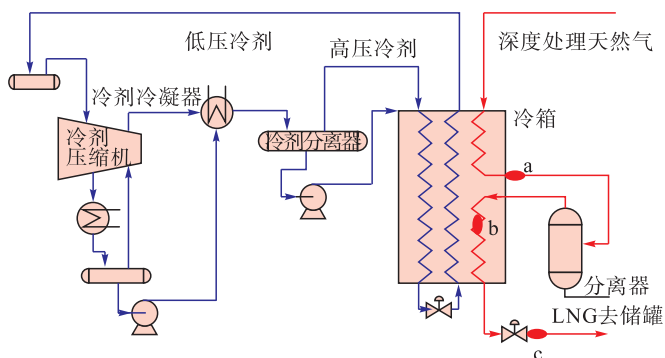 低压冷剂
高压冷剂
深度处理天然气
冷剂冷凝器
冷箱
冷剂
压缩机
冷剂分离器
a
b
分离器
LNG去储罐
c